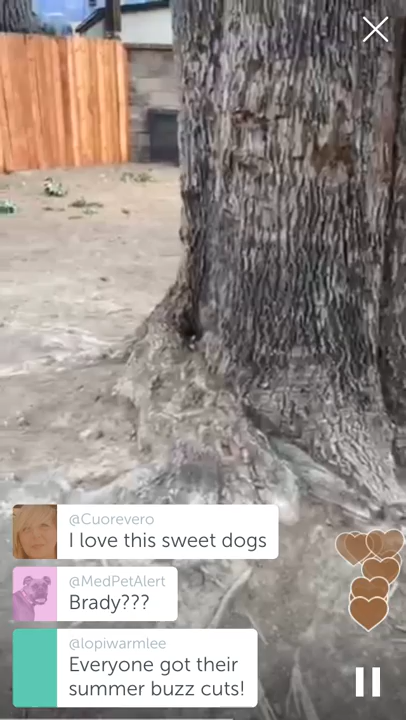 @Cuorevero
I love this sweet dogs
@MedPetAlert
Brady???
@lopiwarmlee
Everyone got their
summer buzz cuts!